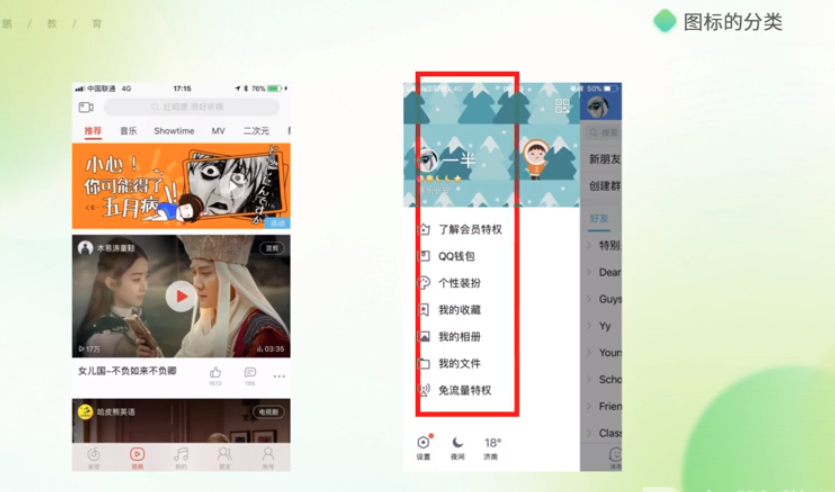 鹏 / 教 / 育
图标的分类
中国联通 4G 17:15 76%
红昭愿 很好听哦
推荐 音乐 Showtime MV 二次元
小心！
你可能得了
五月病!!
活动
木易涛童鞋
流行
17万
03:35
女儿国-不负如来不负卿
1613 186
哈皮熊英语
电视剧
发现 视频 我的 朋友 帐号
4G
50%
一半
了解会员特权
QQ钱包
个性装扮
我的收藏
我的相册
我的文件
免流量特权
设置 夜间 18°
济南
搜索
新朋友
创建群
好友
特别
Dear
Guys
Yy
Your
Scho
Frien
Class